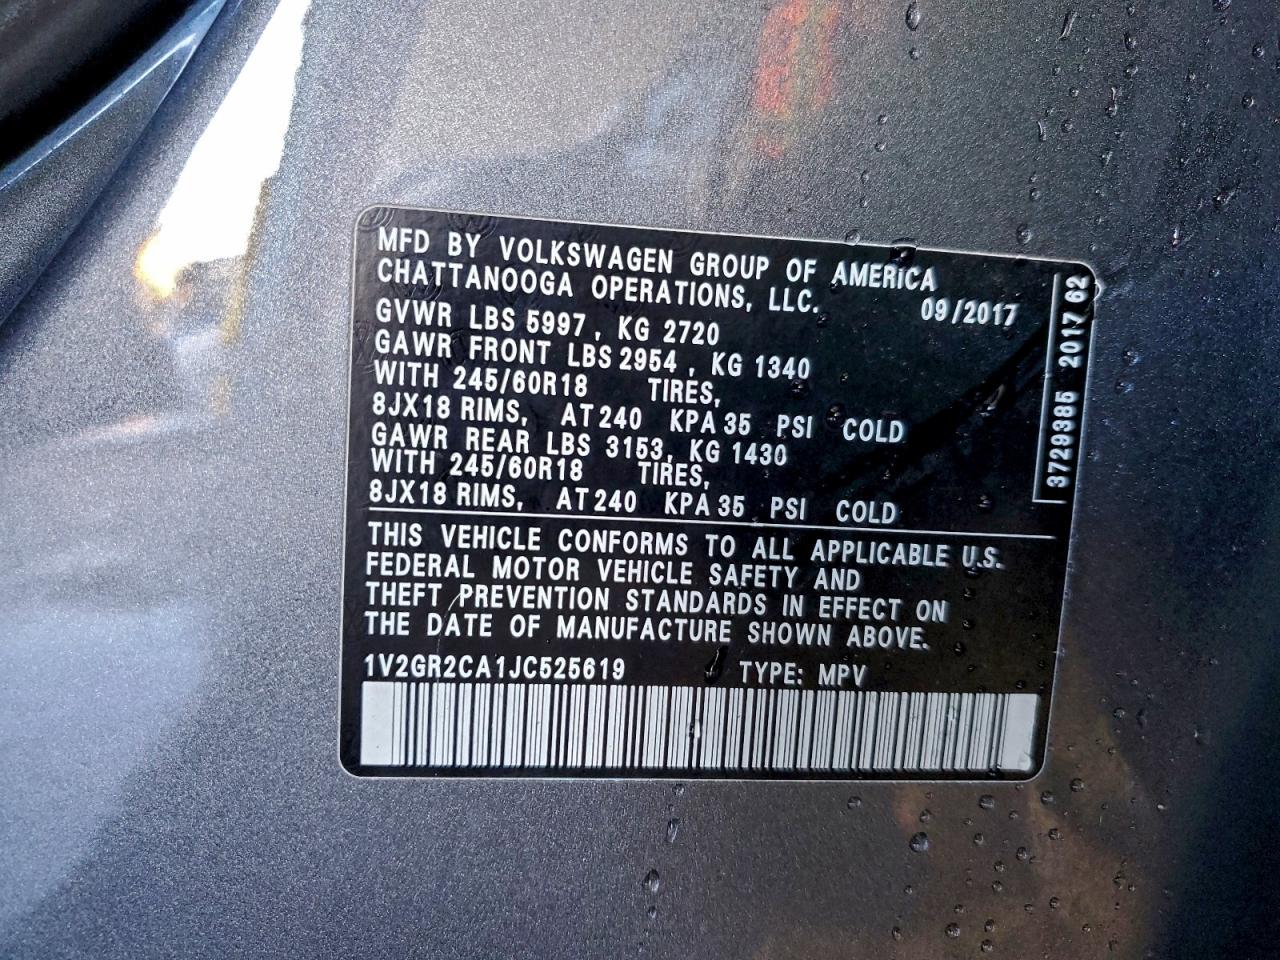 MFD BY VOLKSWAGEN GROUP OF AMERICA
CHATTANOOGA OPERATIONS, LLC. 09/2017
GVWR LBS 5997, KG 2720
GAWR FRONT LBS 2954, KG 1340
WITH 245/60R18 TIRES,
8JX18 RIMS, AT 240 KPA 35 PSI COLD
GAWR REAR LBS 3153, KG 1430
WITH 245/60R18 TIRES,
8JX18 RIMS, AT 240 KPA 35 PSI COLD
THIS VEHICLE CONFORMS TO ALL APPLICABLE U.S.
FEDERAL MOTOR VEHICLE SAFETY AND
THEFT PREVENTION STANDARDS IN EFFECT ON
THE DATE OF MANUFACTURE SHOWN ABOVE.
1V2GR2CA1JC525619 TYPE: MPV
3729385 2017 62